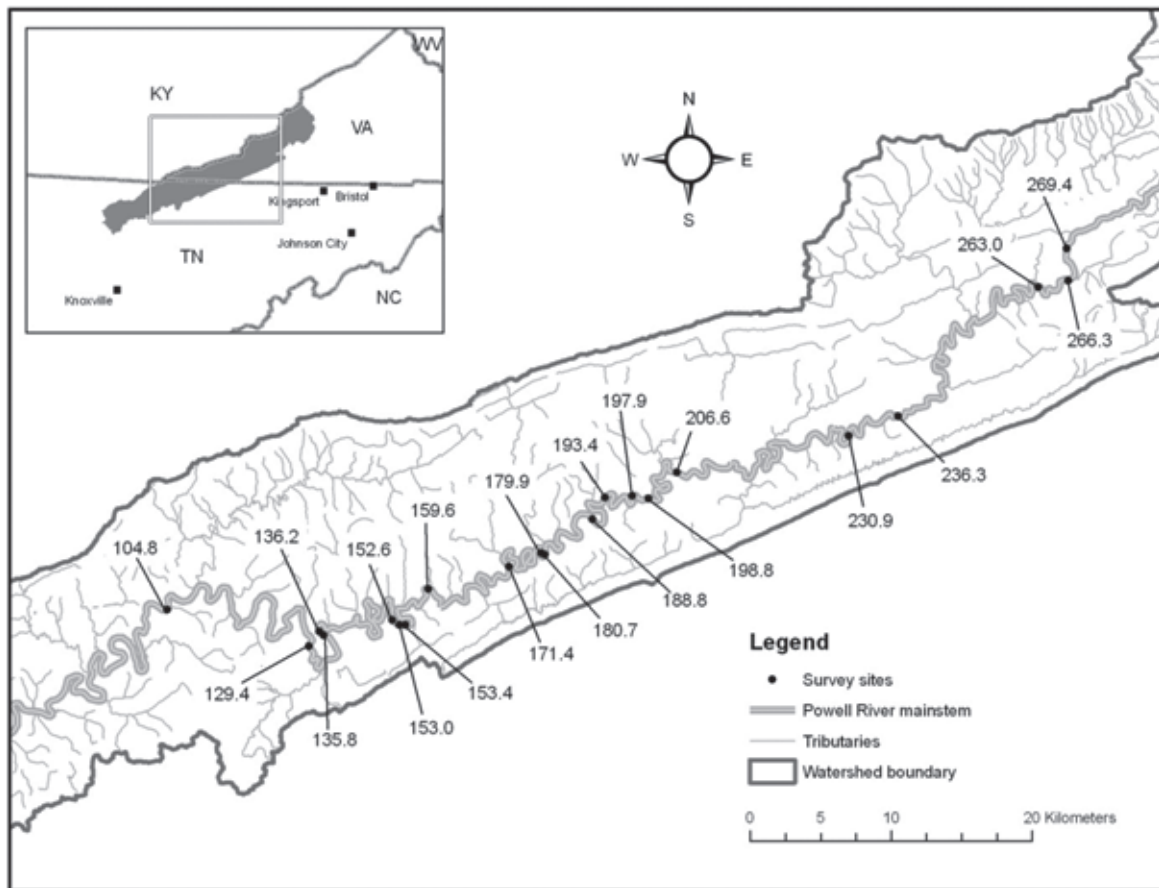 WV
KY
VA
Kingsport
Bristol
Johnson City
TN
Knoxville
NC
N
W
E
S
269.4
263.0
266.3
197.9
206.6
193.4
179.9
236.3
159.6
230.9
136.2
152.6
104.8
198.8
188.8
180.7
171.4
153.4
129.4
153.0
135.8
Legend
Survey sites
Powell River mainstem
Tributaries
Watershed boundary
0 5 10 20 Kilometers